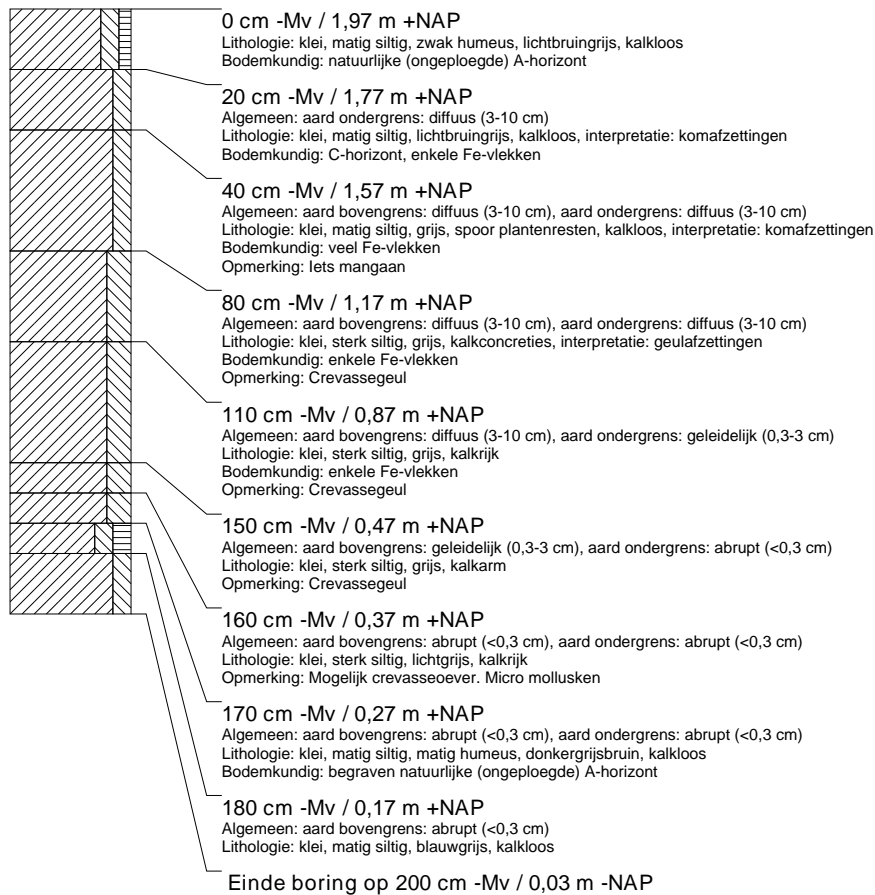 0 cm -Mv / 1,97 m +NAP
Lithologie: klei, matig siltig, zwak humeus, lichtbruingrijs, kalkloos
Bodemkundig: natuurlijke (ongeploegde) A-horizont
20 cm -Mv / 1,77 m +NAP
Algemeen: aard ondergrens: diffuus (3-10 cm)
Lithologie: klei, matig siltig, lichtbruingrijs, kalkloos, interpretatie: komafzettingen
Bodemkundig: C-horizont, enkele Fe-vlekken
40 cm -Mv / 1,57 m +NAP
Algemeen: aard bovengrens: diffuus (3-10 cm), aard ondergrens: diffuus (3-10 cm)
Lithologie: klei, matig siltig, grijs, spoor plantenresten, kalkloos, interpretatie: komafzettingen
Bodemkundig: veel Fe-vlekken
Opmerking: Iets mangaan
80 cm -Mv / 1,17 m +NAP
Algemeen: aard bovengrens: diffuus (3-10 cm), aard ondergrens: diffuus (3-10 cm)
Lithologie: klei, sterk siltig, grijs, kalkconcreties, interpretatie: geulafzettingen
Bodemkundig: enkele Fe-vlekken
Opmerking: Crevassegeul
110 cm -Mv / 0,87 m +NAP
Algemeen: aard bovengrens: diffuus (3-10 cm), aard ondergrens: geleidelijk (0,3-3 cm)
Lithologie: klei, sterk siltig, grijs, kalkrijk
Bodemkundig: enkele Fe-vlekken
Opmerking: Crevassegeul
150 cm -Mv / 0,47 m +NAP
Algemeen: aard bovengrens: geleidelijk (0,3-3 cm), aard ondergrens: abrupt (<0,3 cm)
Lithologie: klei, sterk siltig, grijs, kalkarm
Opmerking: Crevassegeul
160 cm -Mv / 0,37 m +NAP
Algemeen: aard bovengrens: abrupt (<0,3 cm), aard ondergrens: abrupt (<0,3 cm)
Lithologie: klei, sterk siltig, lichtgrijs, kalkrijk
Opmerking: Mogelijk crevasseoever. Micro mollusken
170 cm -Mv / 0,27 m +NAP
Algemeen: aard bovengrens: abrupt (<0,3 cm), aard ondergrens: abrupt (<0,3 cm)
Lithologie: klei, matig siltig, matig humeus, donkergrijsbruin, kalkloos
Bodemkundig: begraven natuurlijke (ongeploegde) A-horizont
180 cm -Mv / 0,17 m +NAP
Algemeen: aard bovengrens: abrupt (<0,3 cm)
Lithologie: klei, matig siltig, blauwgrijs, kalkloos
Einde boring op 200 cm -Mv / 0,03 m -NAP